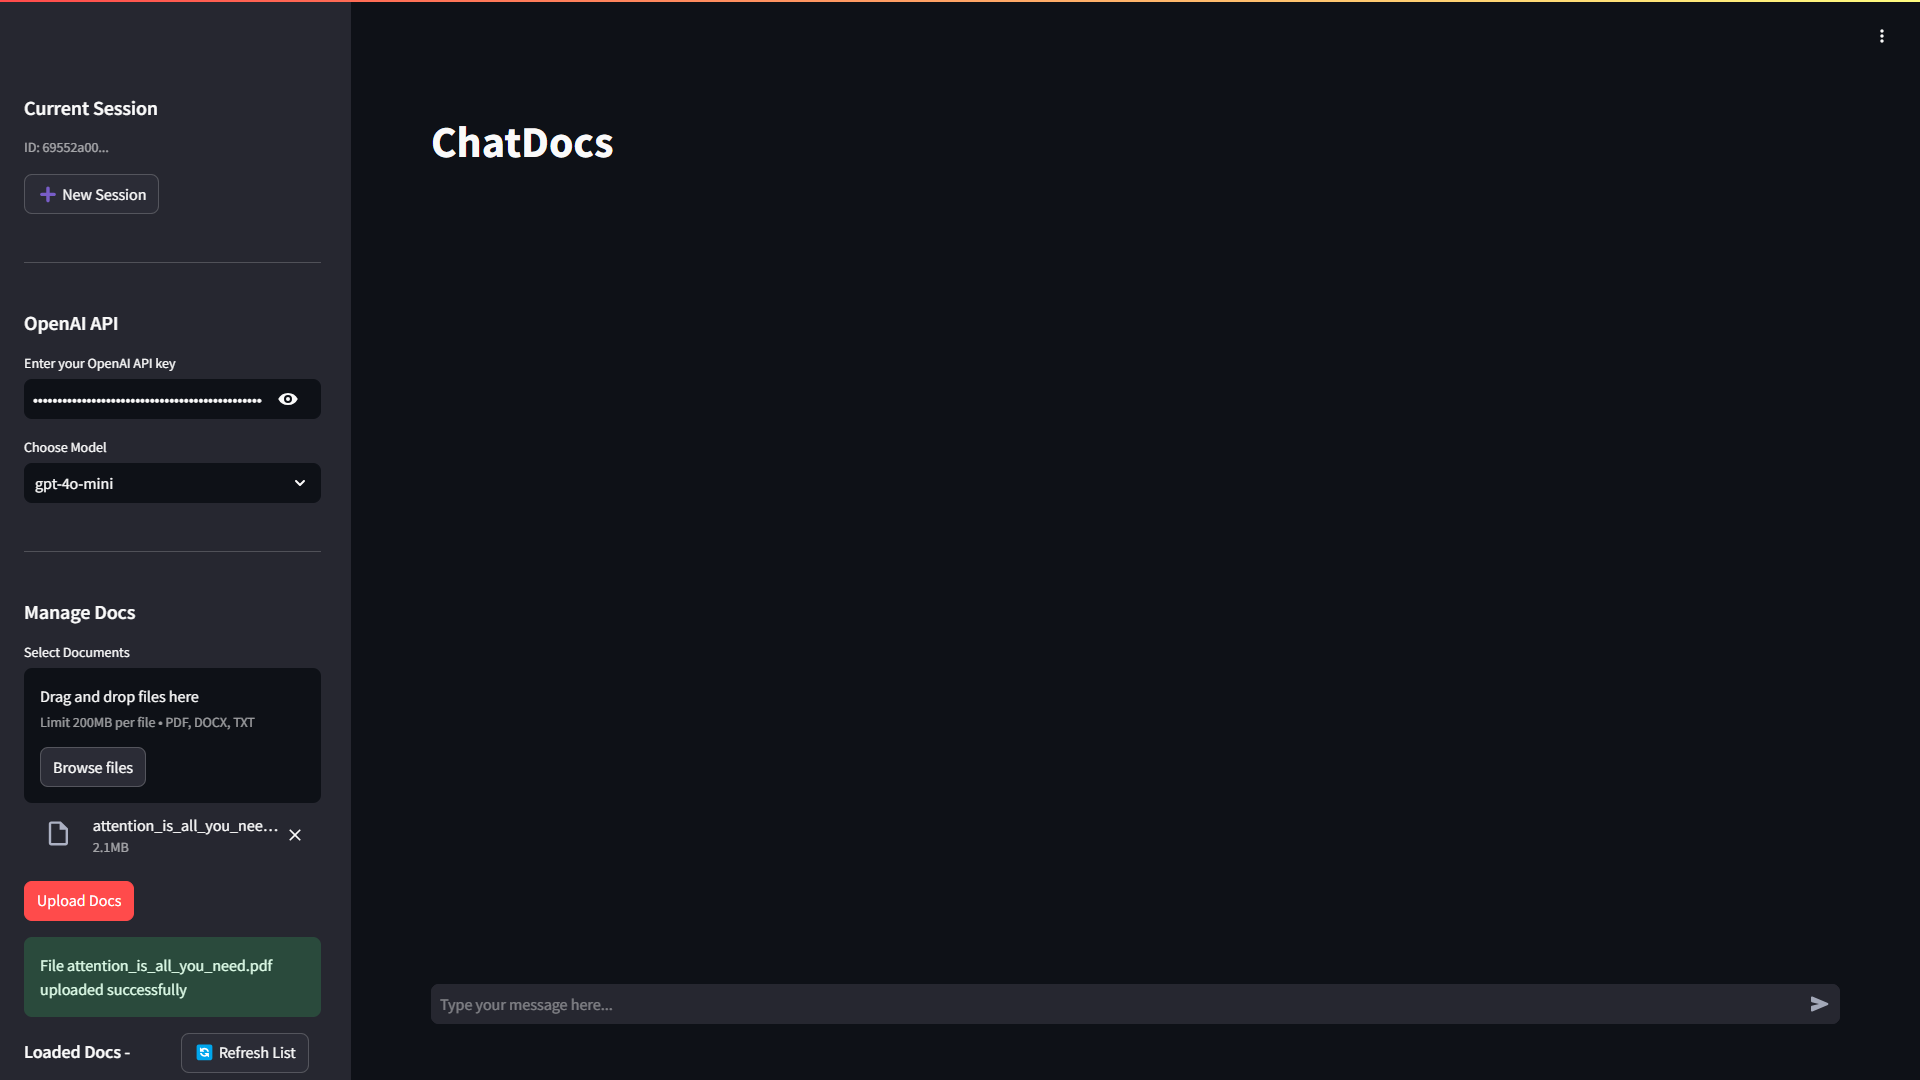 Current Session
ID: 69552a00...
New Session
OpenAI API
Enter your OpenAI API key
Choose Model
gpt-4o-mini
Manage Docs
Select Documents
Drag and drop files here
Limit 200MB per file • PDF, DOCX, TXT
Browse files
attention_is_all_you_nee...
2.1MB
Upload Docs
File attention_is_all_you_need.pdf
uploaded successfully
Loaded Docs -
Refresh List
ChatDocs
Type your message here...